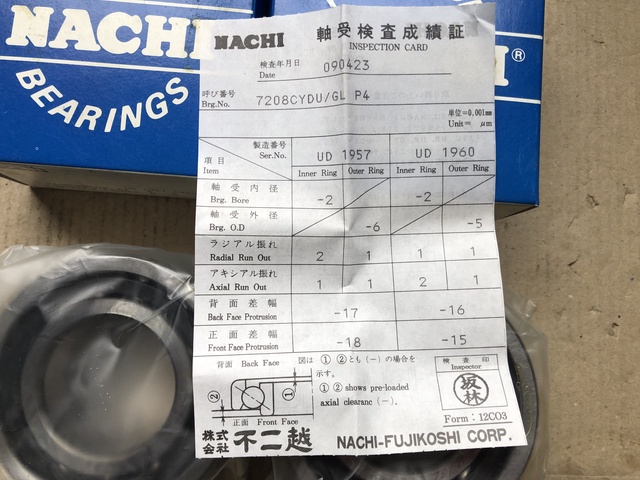 NACHI
BEARINGS
®
NACHI 軸受検査成績証
INSPECTION CARD
検査年月日
Date 090423
呼び番号
Brg.No. 7208CYDU/GL P4
単位=0.001mm
Unit= μm
製造番号
Ser.No. UD 1957 UD 1960
項目
Item Inner Ring Outer Ring Inner Ring Outer Ring
軸受内径
Brg. Bore -2 -2
軸受外径
Brg. O.D -6 -5
ラジアル振れ
Radial Run Out 2 1 1 1
アキシアル振れ
Axial Run Out 1 1 2 1
背面差幅
Back Face Protrusion -17 -16
正面差幅
Front Face Protrusion -18 -15
背面 Back Face
② ①
正面 Front Face
図は①②とも(−)の場合を
示す。
①②shows pre-loaded
axial clearanc (−).
検査印
Inspector
坂林
Form : 12C03
株式会社 不二越 NACHI-FUJIKOSHI CORP.